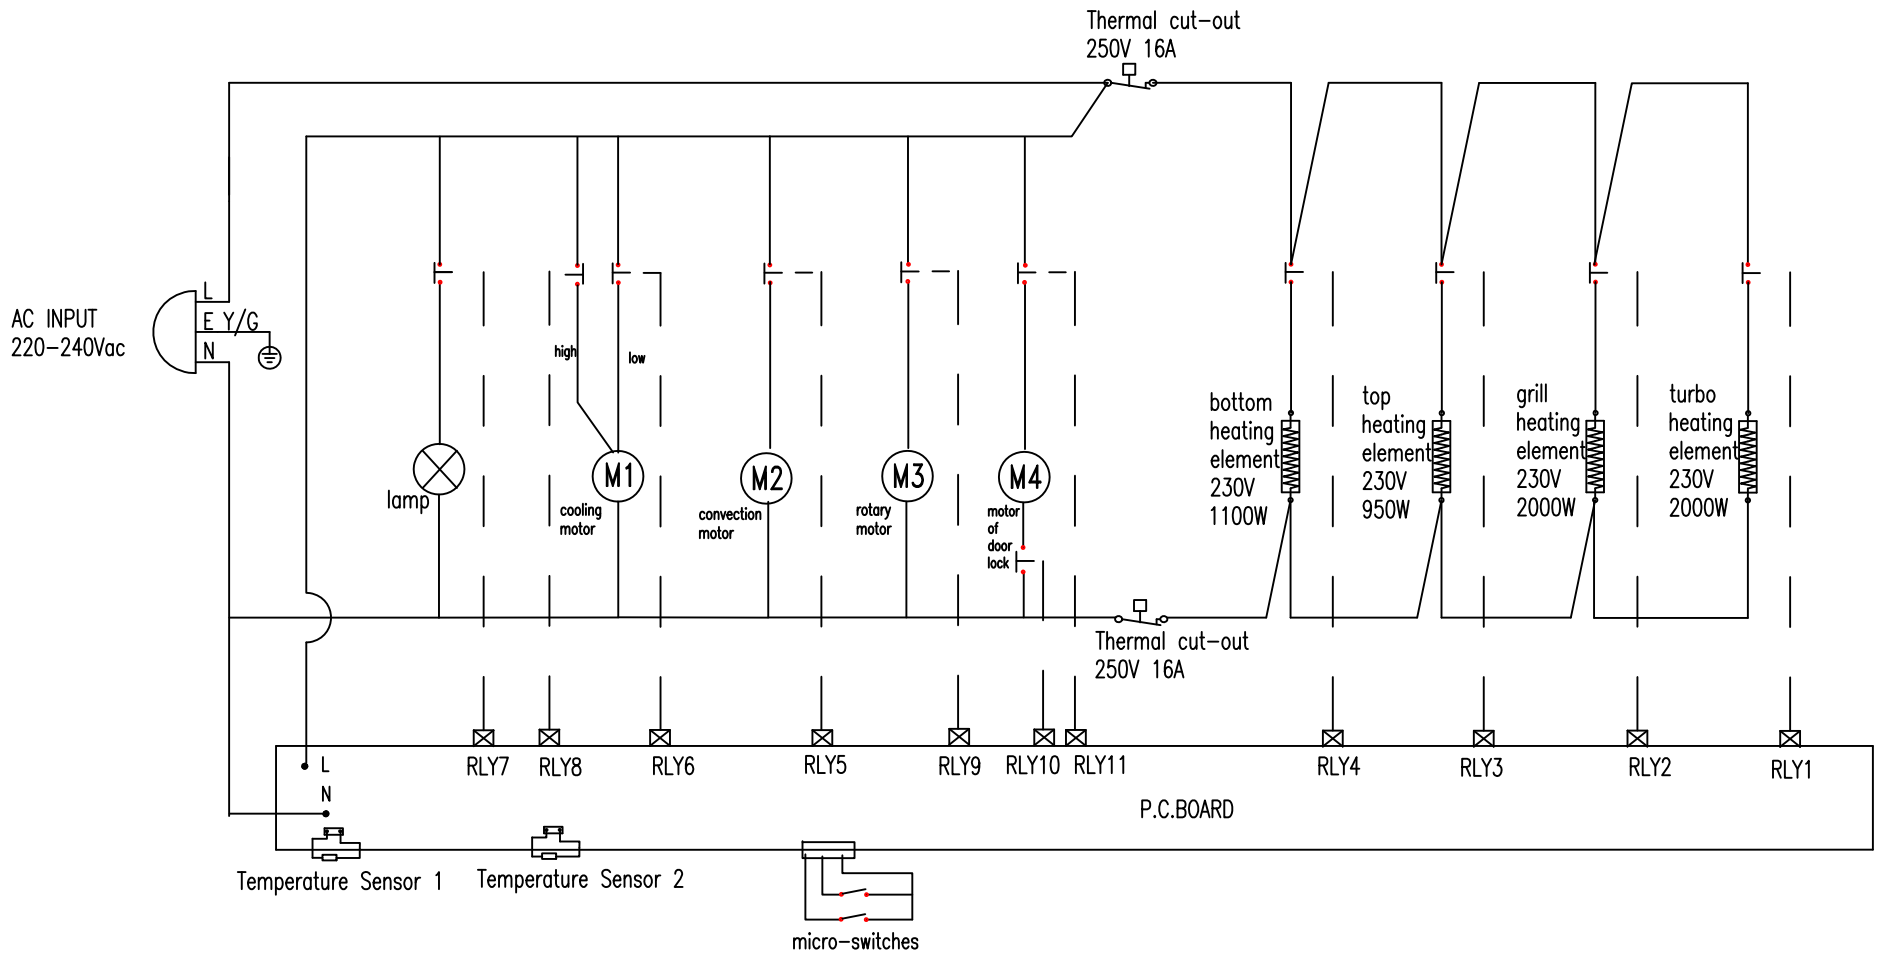 Thermal cut-out
250V 16A
AC INPUT
220-240Vac
L
E Y/G
N
high
low
lamp
M1
cooling
motor
M2
convection
motor
M3
rotary
motor
M4
motor
of
door
lock
bottom
heating
element
230V
1100W
top
heating
element
230V
950W
grill
heating
element
230V
2000W
turbo
heating
element
230V
2000W
Thermal cut-out
250V 16A
L
N
RLY7
RLY8
RLY6
RLY5
RLY9
RLY10
RLY11
RLY4
RLY3
RLY2
RLY1
P.C.BOARD
Temperature Sensor 1
Temperature Sensor 2
micro-switches